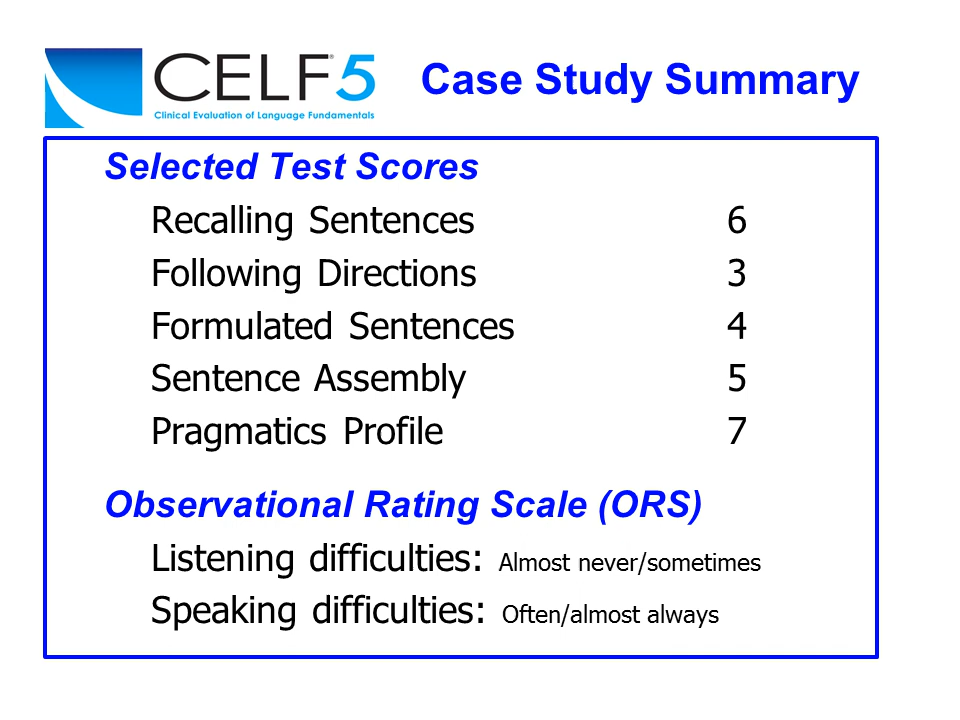 CELF®5
Clinical Evaluation of Language Fundamentals
Case Study Summary
Selected Test Scores
Recalling Sentences 6
Following Directions 3
Formulated Sentences 4
Sentence Assembly 5
Pragmatics Profile 7
Observational Rating Scale (ORS)
Listening difficulties: Almost never/sometimes
Speaking difficulties: Often/almost always